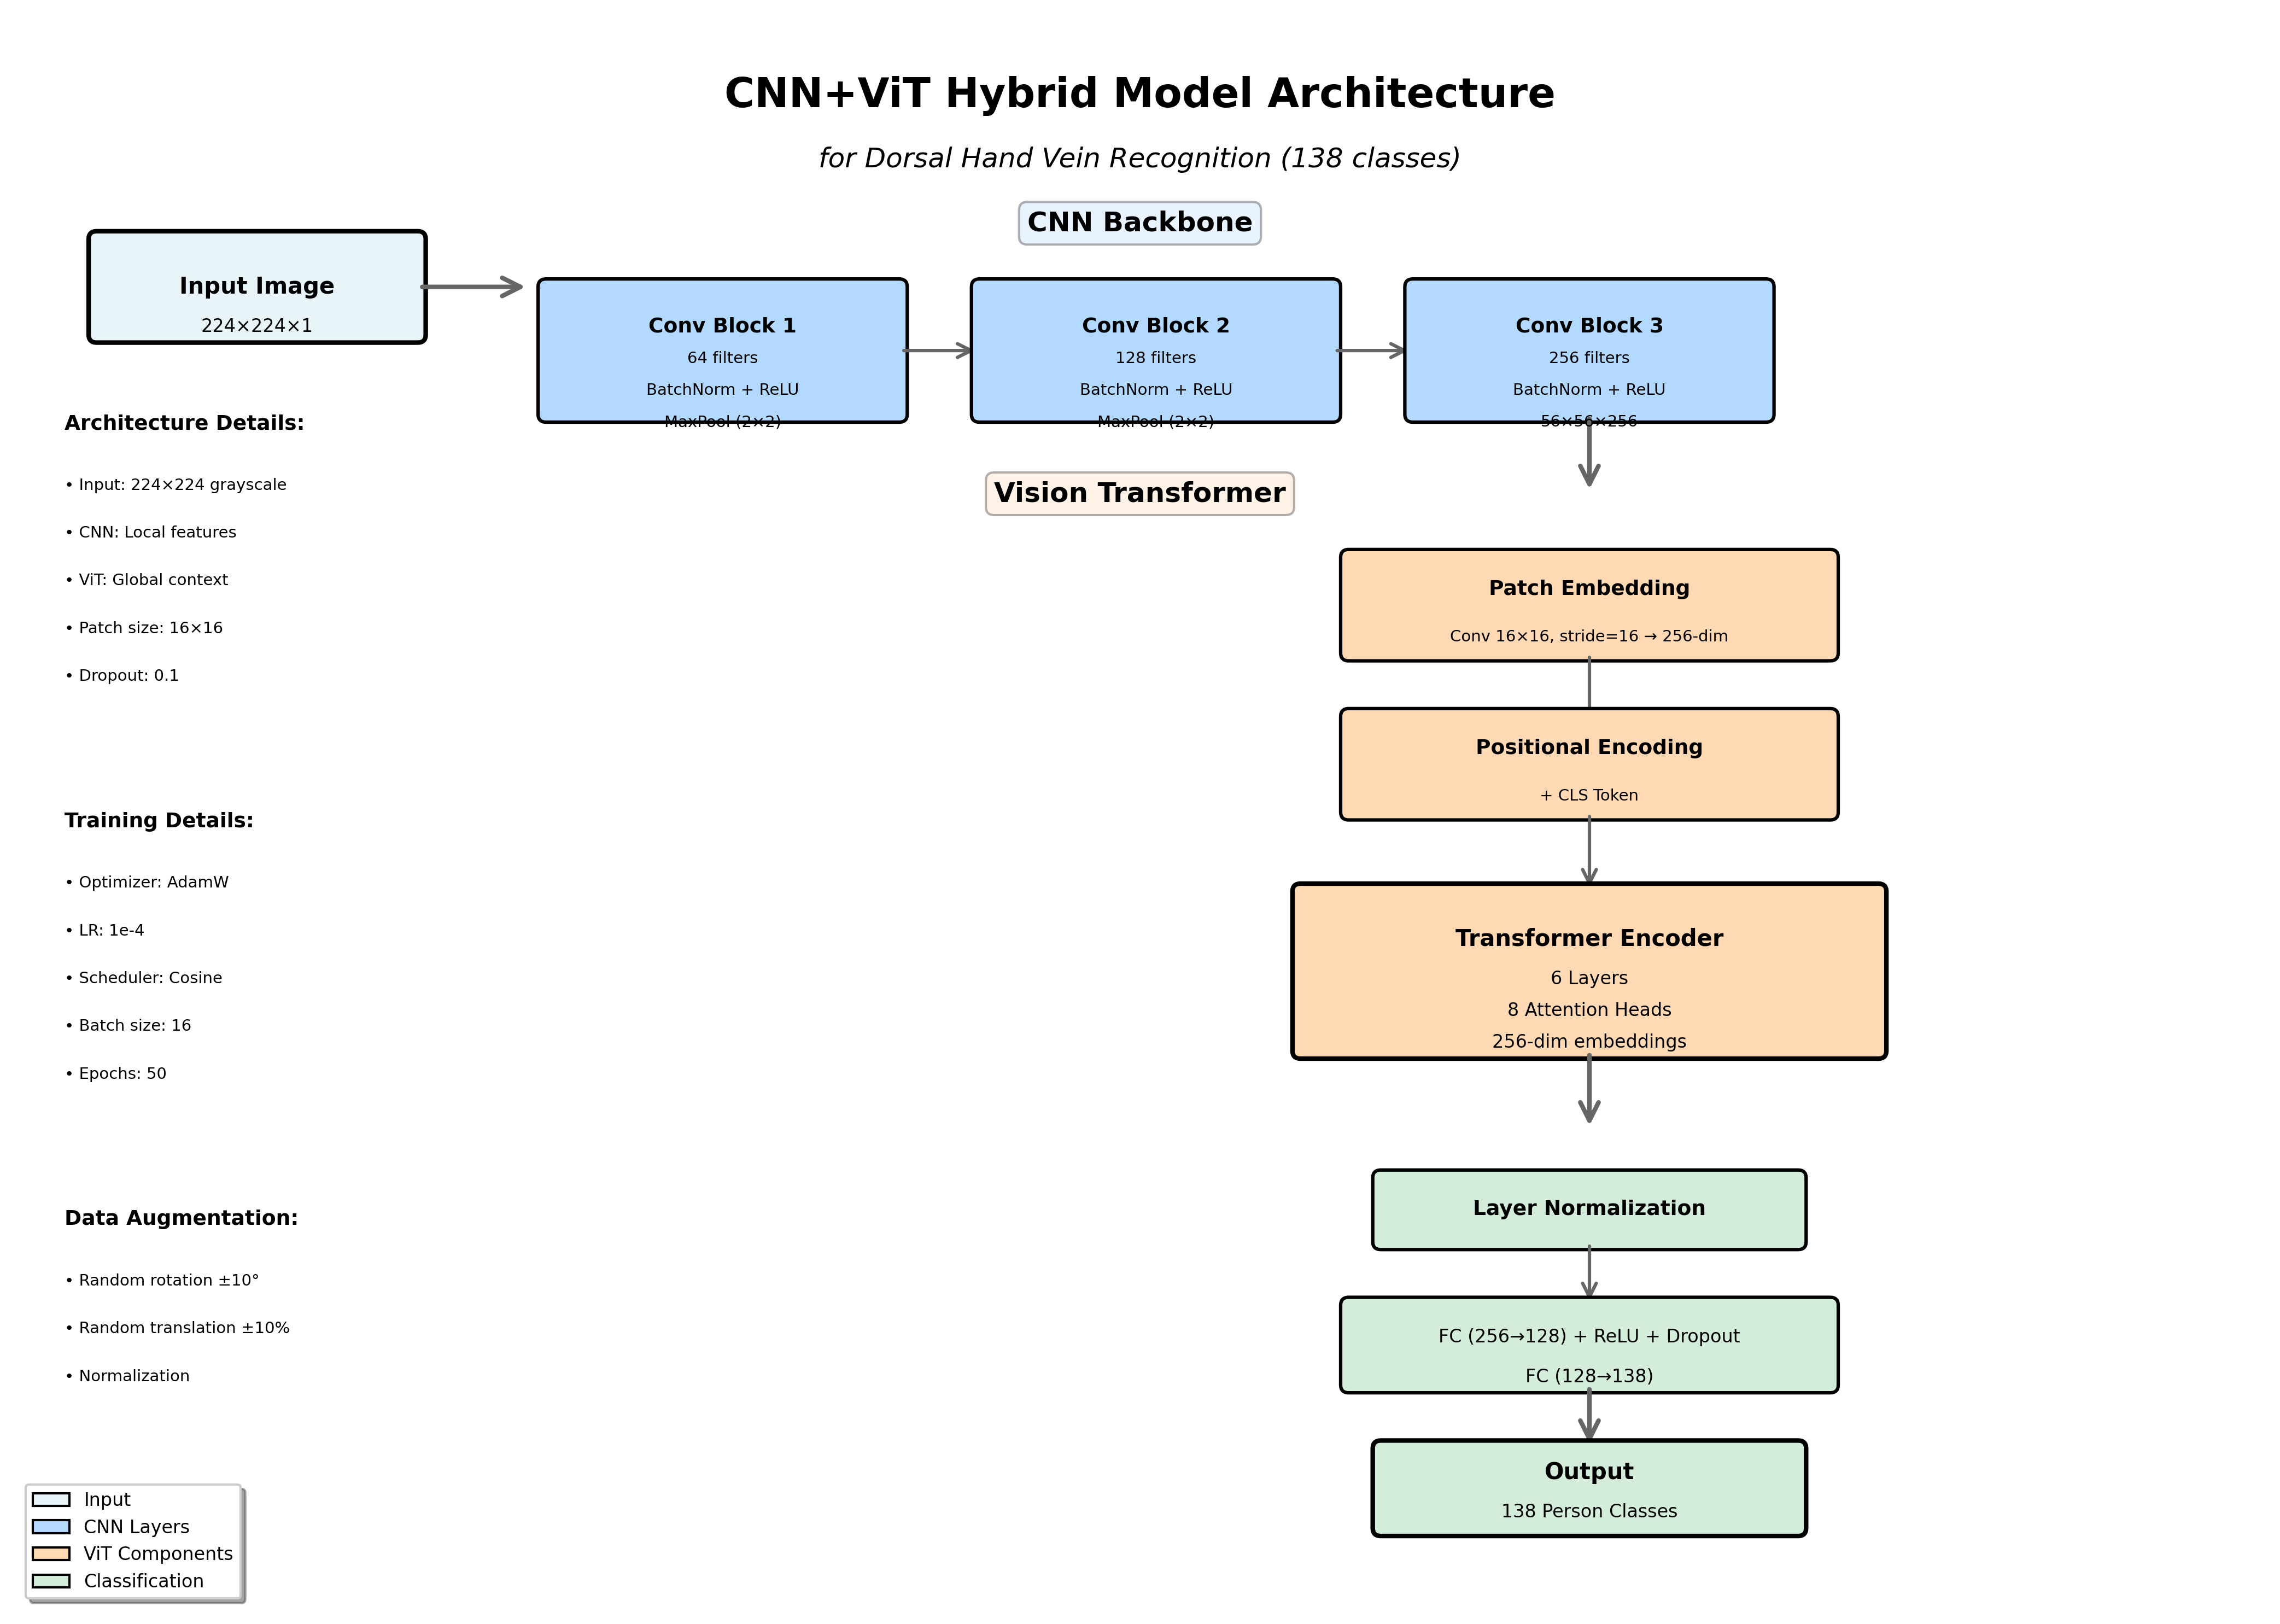 CNN+ViT Hybrid Model Architecture
for Dorsal Hand Vein Recognition (138 classes)
CNN Backbone
Input Image
224×224×1
Conv Block 1
64 filters
BatchNorm + ReLU
MaxPool (2×2)
Conv Block 2
128 filters
BatchNorm + ReLU
MaxPool (2×2)
Conv Block 3
256 filters
BatchNorm + ReLU
56×56×256
Vision Transformer
Patch Embedding
Conv 16×16, stride=16 → 256-dim
Positional Encoding
+ CLS Token
Transformer Encoder
6 Layers
8 Attention Heads
256-dim embeddings
Layer Normalization
FC (256→128) + ReLU + Dropout
FC (128→138)
Output
138 Person Classes
Architecture Details:
• Input: 224×224 grayscale
• CNN: Local features
• ViT: Global context
• Patch size: 16×16
• Dropout: 0.1
Training Details:
• Optimizer: AdamW
• LR: 1e-4
• Scheduler: Cosine
• Batch size: 16
• Epochs: 50
Data Augmentation:
• Random rotation ±10°
• Random translation ±10%
• Normalization
Input
CNN Layers
ViT Components
Classification